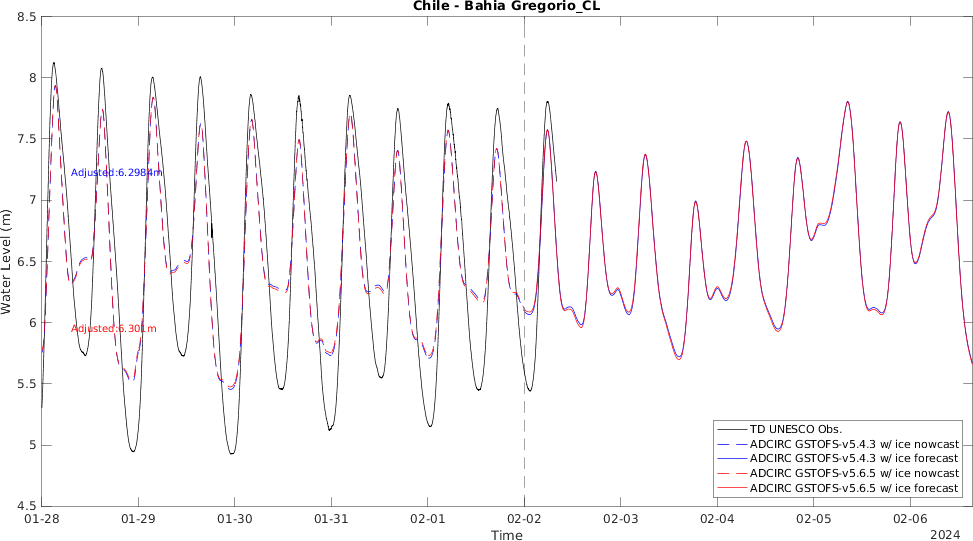 Chile - Bahia Gregorio_CL
8.5
8
7.5
7
6.5
6
5.5
5
4.5
Water Level (m)
Adjusted:6.2984m
Adjusted:6.301m
TD UNESCO Obs.
ADCIRC GSTOFS-v5.4.3 w/ ice nowcast
ADCIRC GSTOFS-v5.4.3 w/ ice forecast
ADCIRC GSTOFS-v5.6.5 w/ ice nowcast
ADCIRC GSTOFS-v5.6.5 w/ ice forecast
01-28 01-29 01-30 01-31 02-01 02-02 02-03 02-04 02-05 02-06
Time
2024